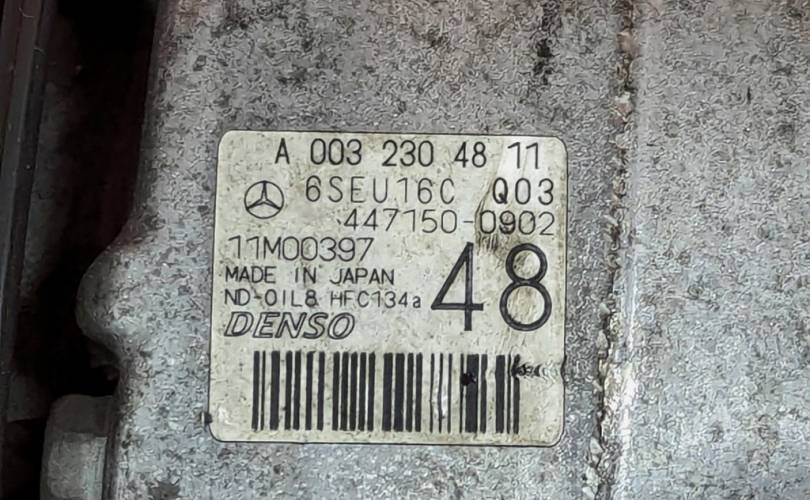 A 003 230 48 11
6SEU16C Q03
447150-0902
11M00397
48
MADE IN JAPAN
ND-OIL8 HFC134a
DENSO